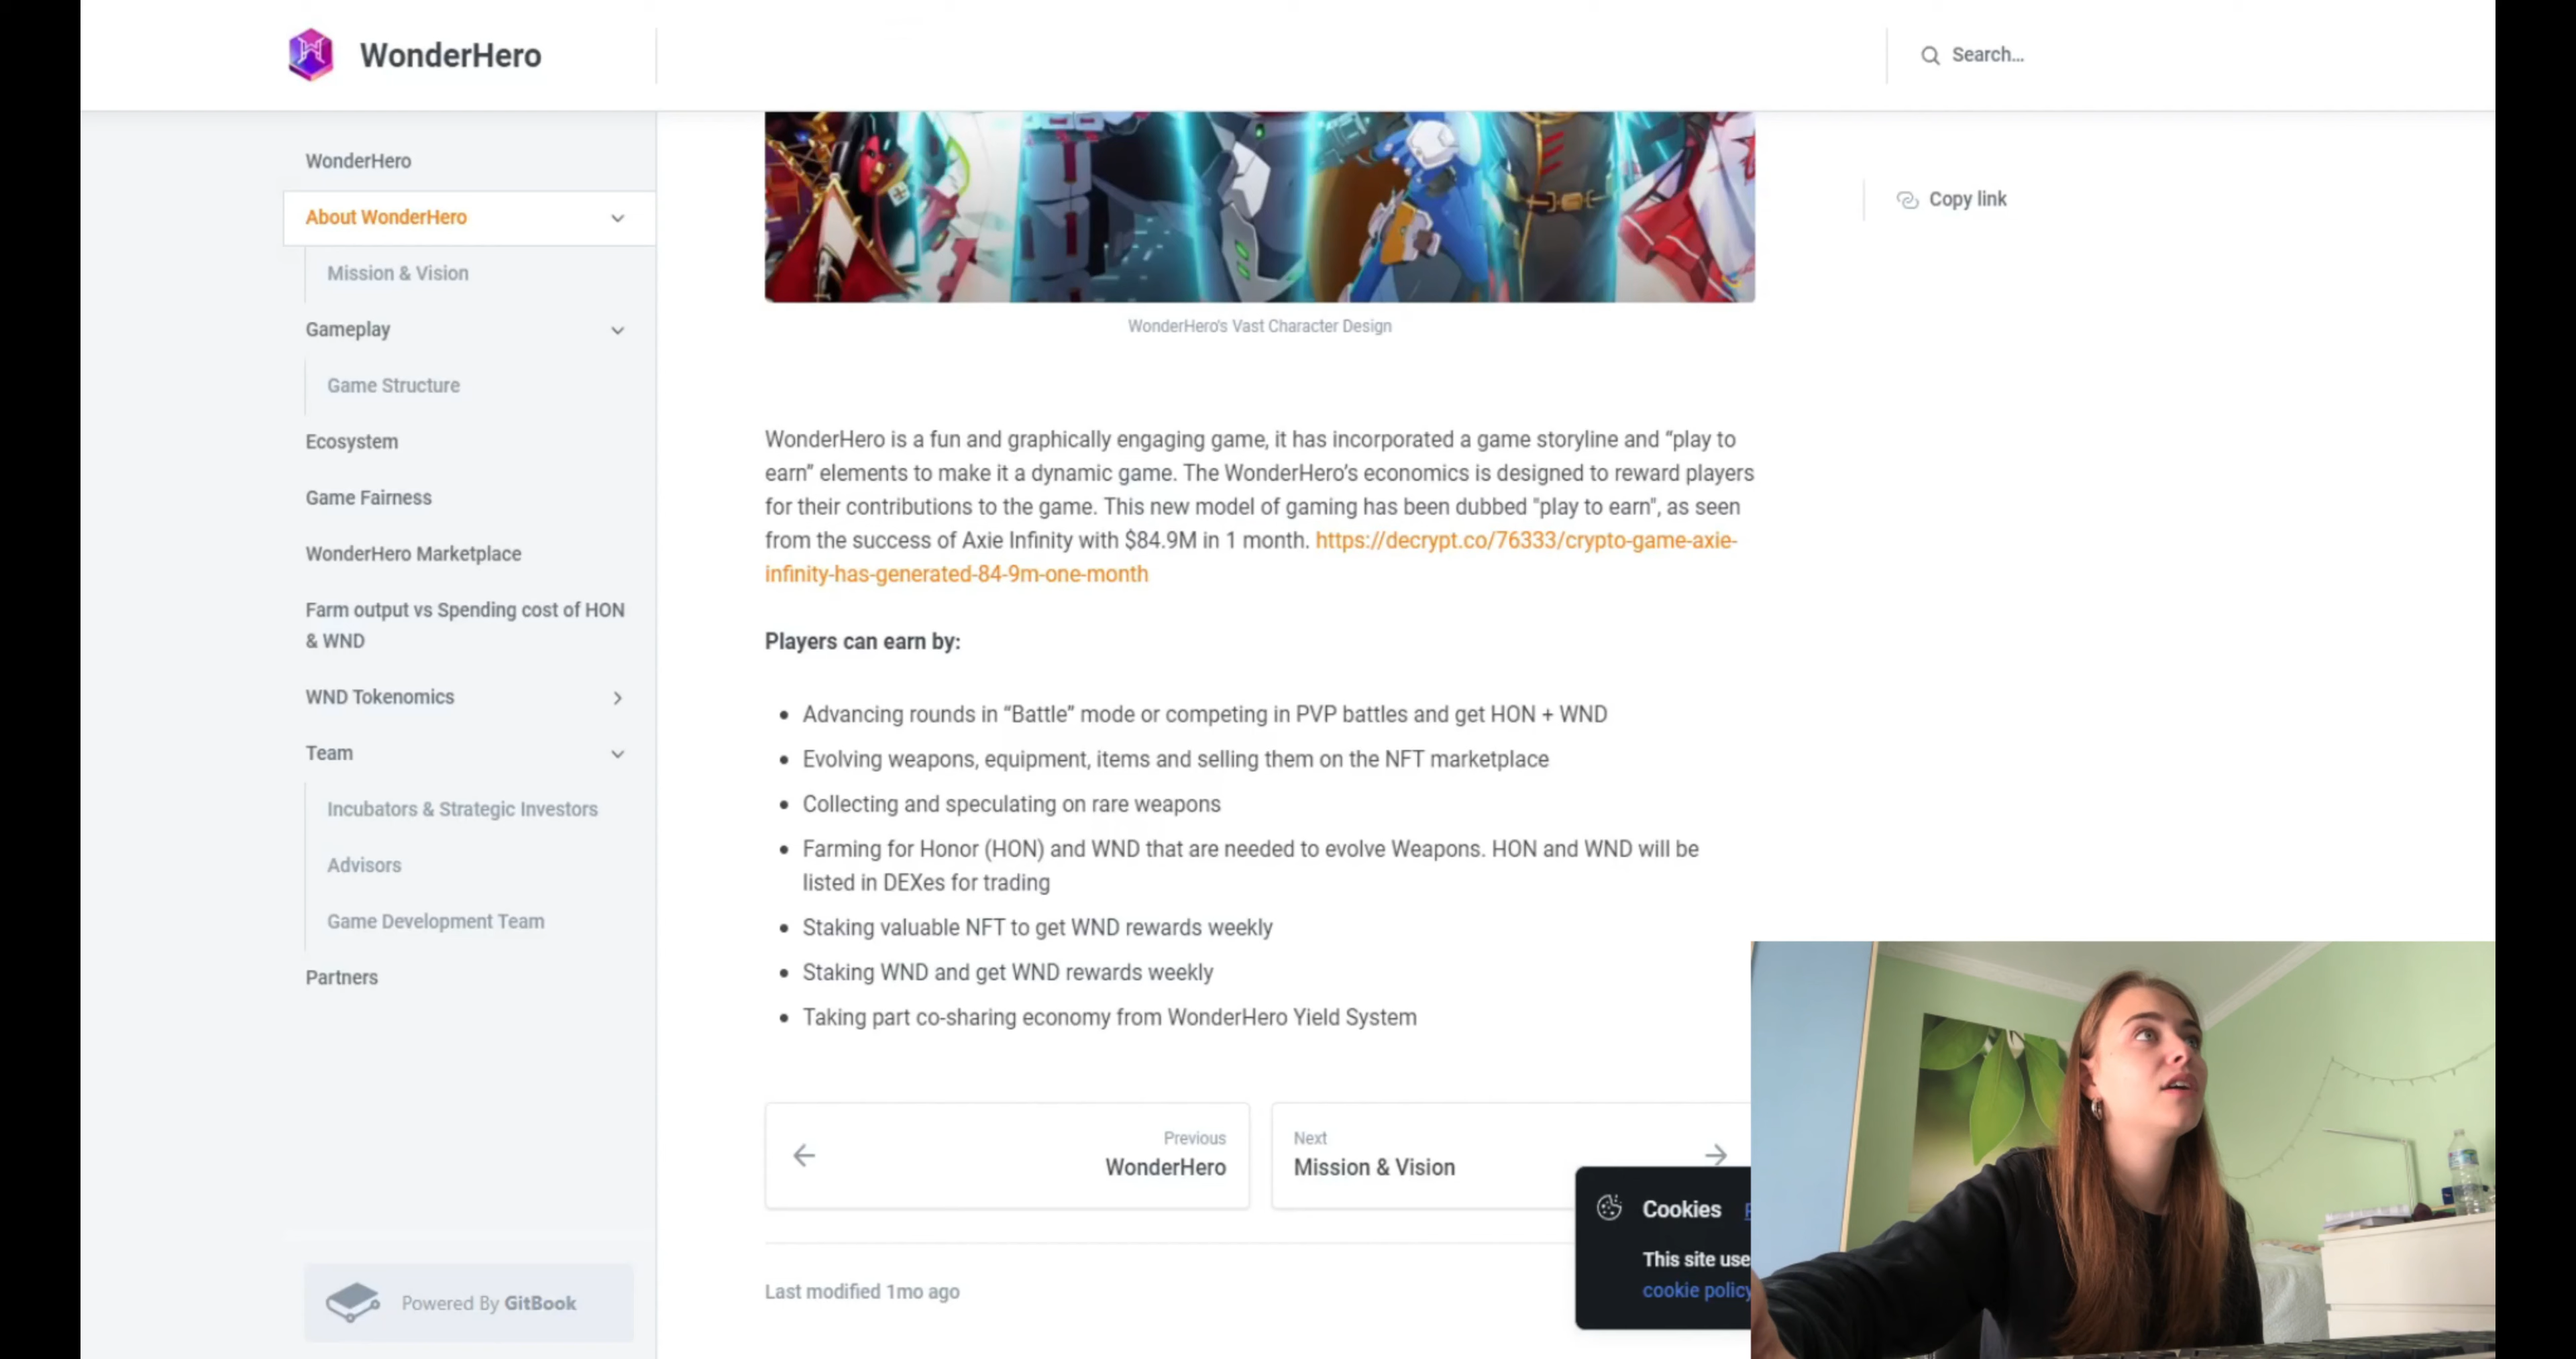 WonderHero
Search...
WonderHero
About WonderHero
Mission & Vision
Gameplay
Game Structure
Ecosystem
Game Fairness
WonderHero Marketplace
Farm output vs Spending cost of HON
& WND
WND Tokenomics
Team
Incubators & Strategic Investors
Advisors
Game Development Team
Partners
Powered By GitBook
Copy link
WonderHero's Vast Character Design
WonderHero is a fun and graphically engaging game, it has incorporated a game storyline and “play to
earn” elements to make it a dynamic game. The WonderHero’s economics is designed to reward players
for their contributions to the game. This new model of gaming has been dubbed "play to earn", as seen
from the success of Axie Infinity with $84.9M in 1 month. https://decrypt.co/76333/crypto-game-axie-
infinity-has-generated-84-9m-one-month
Players can earn by:
Advancing rounds in “Battle” mode or competing in PVP battles and get HON + WND
Evolving weapons, equipment, items and selling them on the NFT marketplace
Collecting and speculating on rare weapons
Farming for Honor (HON) and WND that are needed to evolve Weapons. HON and WND will be
listed in DEXes for trading
Staking valuable NFT to get WND rewards weekly
Staking WND and get WND rewards weekly
Taking part co-sharing economy from WonderHero Yield System
Previous
WonderHero
Next
Mission & Vision
Cookies
This site use
cookie policy
Last modified 1mo ago